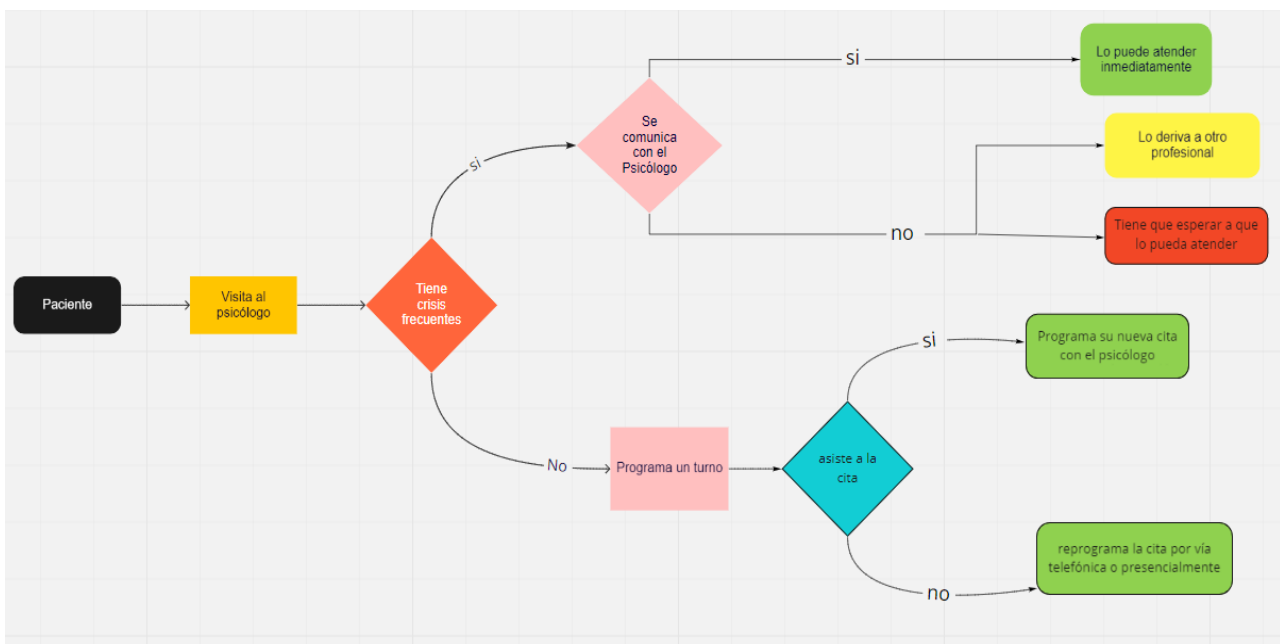 Paciente
Visita al
psicólogo
Tiene
crisis
frecuentes
si
Se
comunica
con el
Psicólogo
si
Lo puede atender
inmediatamente
no
Lo deriva a otro
profesional
Tiene que esperar a que
lo pueda atender
No
Programa un turno
asiste a la
cita
si
Programa su nueva cita
con el psicólogo
no
reprograma la cita por vía
telefónica o presencialmente